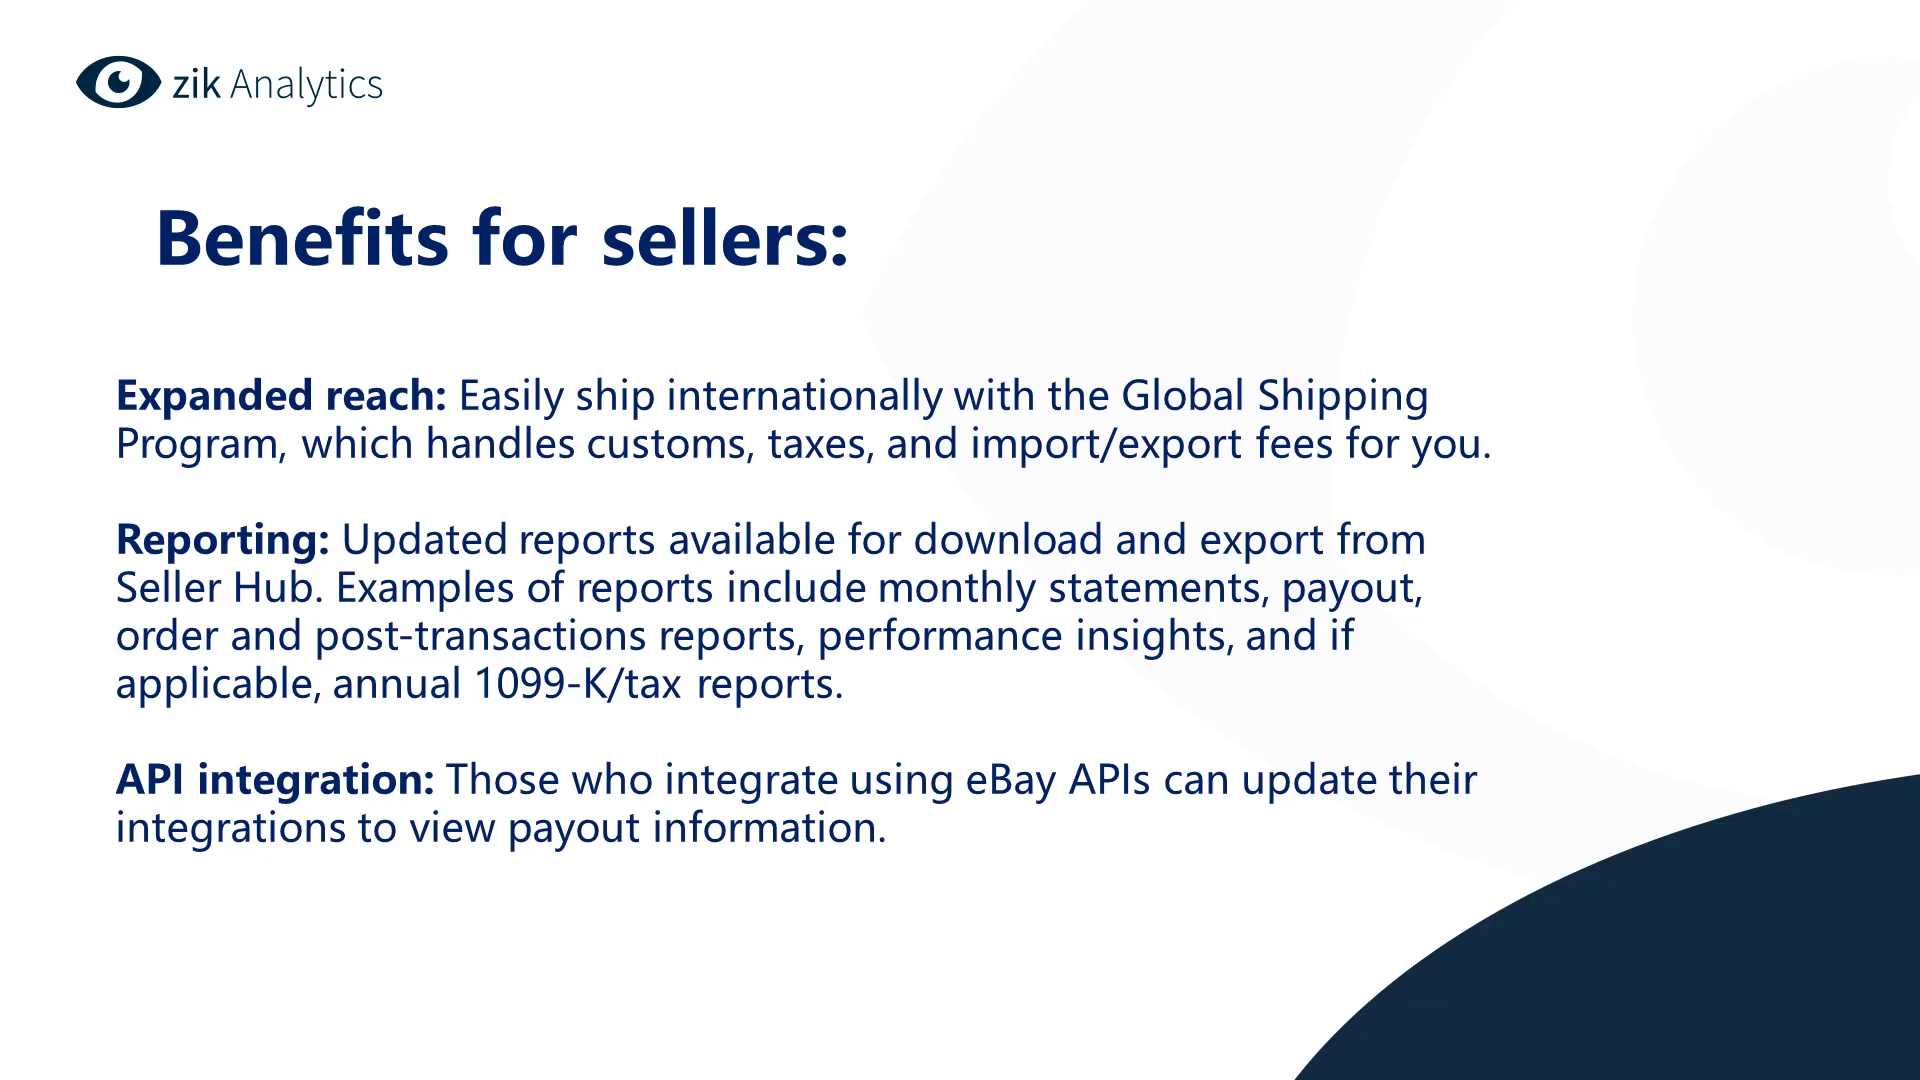 zik Analytics
Benefits for sellers:
Expanded reach: Easily ship internationally with the Global Shipping
Program, which handles customs, taxes, and import/export fees for you.
Reporting: Updated reports available for download and export from
Seller Hub. Examples of reports include monthly statements, payout,
order and post-transactions reports, performance insights, and if
applicable, annual 1099-K/tax reports.
API integration: Those who integrate using eBay APIs can update their
integrations to view payout information.